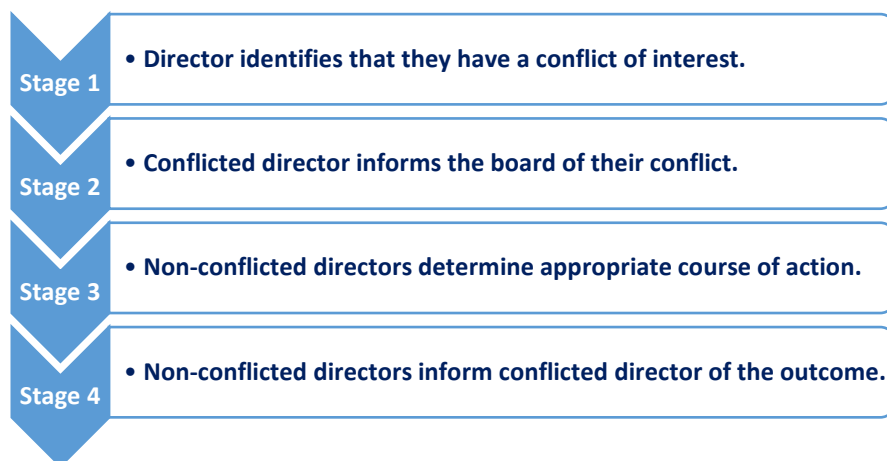 Stage 1
• Director identifies that they have a conflict of interest.
Stage 2
• Conflicted director informs the board of their conflict.
Stage 3
• Non-conflicted directors determine appropriate course of action.
Stage 4
• Non-conflicted directors inform conflicted director of the outcome.